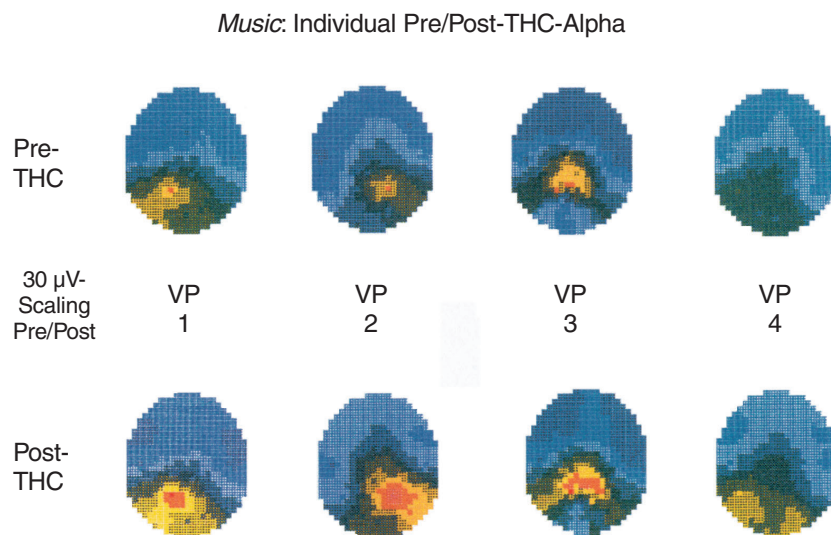 Music: Individual Pre/Post-THC-Alpha
Pre-
THC
30 µV-
Scaling
Pre/Post
VP
1
VP
2
VP
3
VP
4
Post-
THC